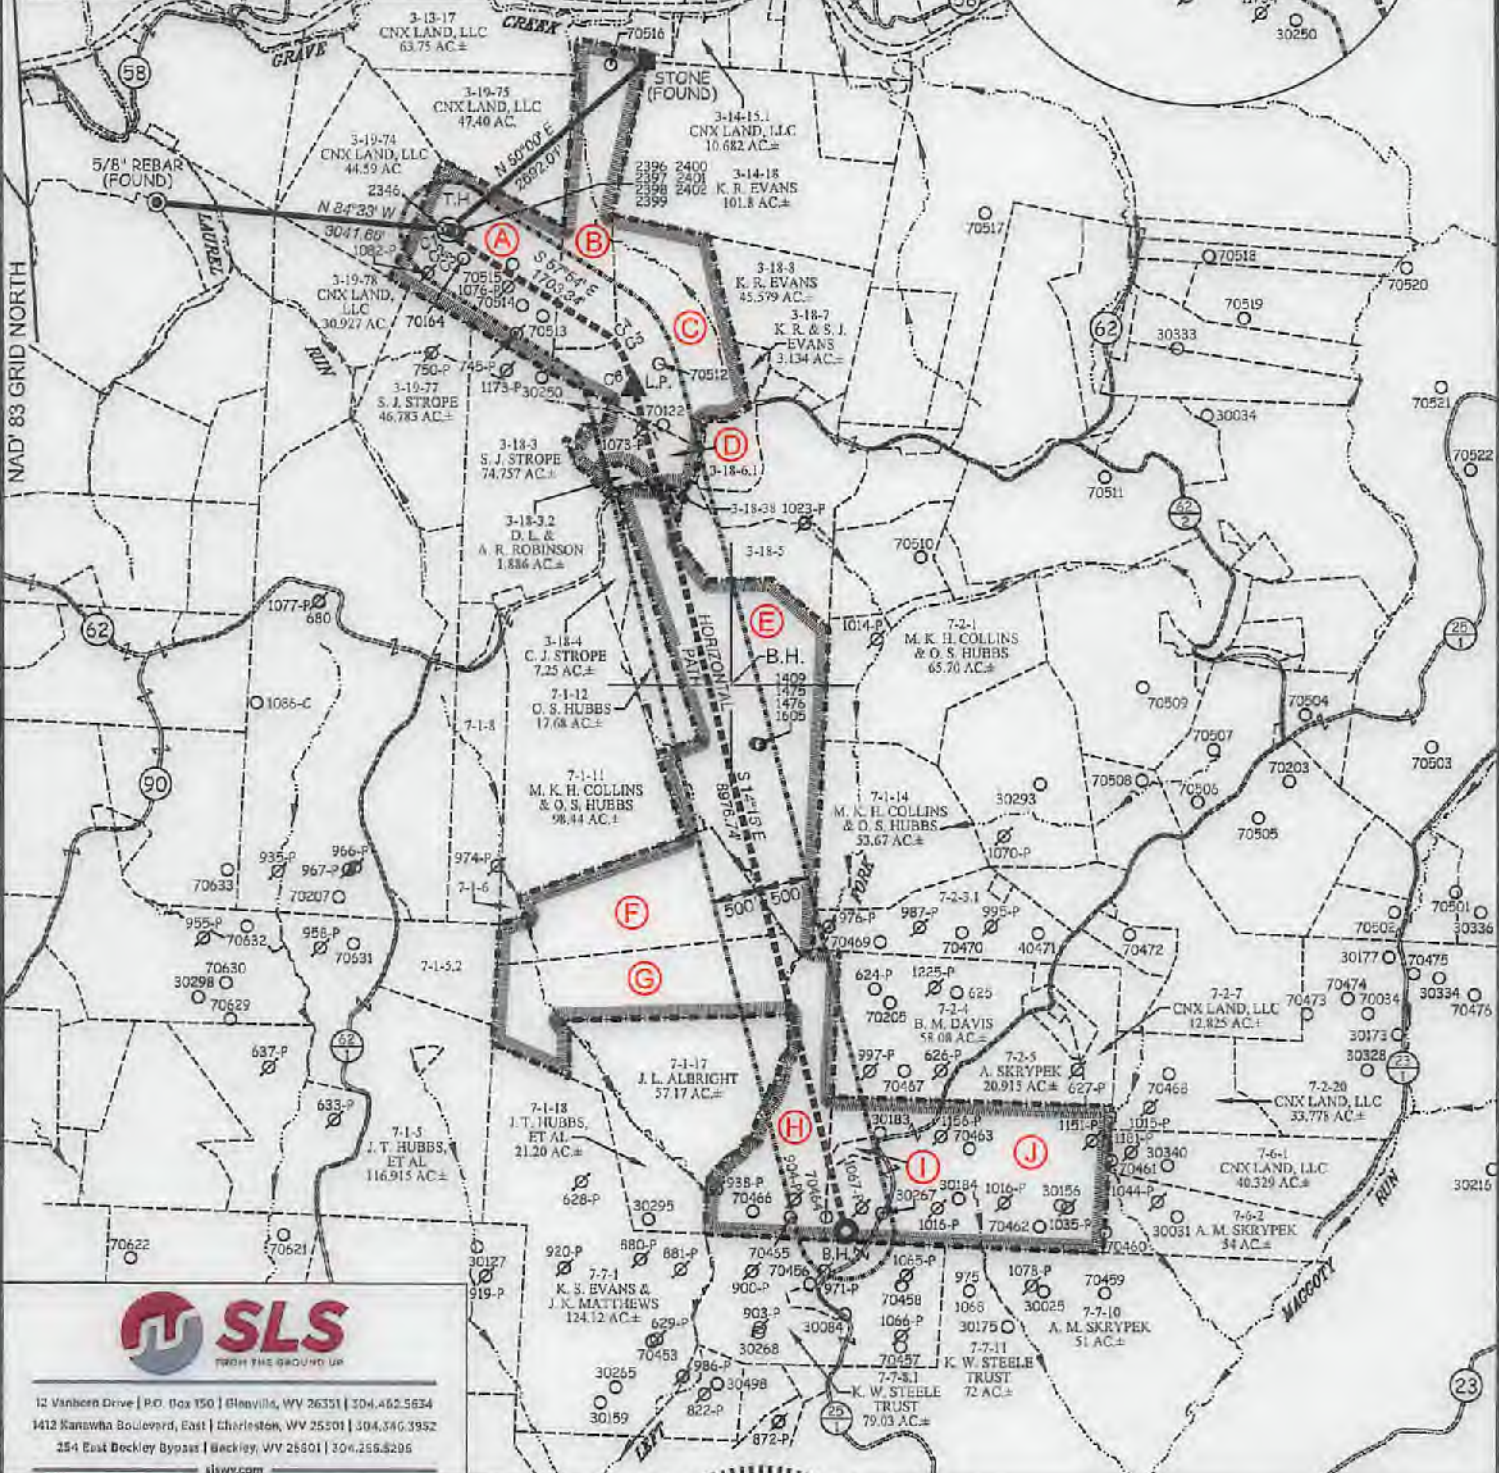 58
30250
3-13-17
CNX LAND, LLC
63.75 AC.±
GRAVE
CREEK
70516
STONE
(FOUND)
58
3-19-75
CNX LAND, LLC
47.40 AC.
3-14-15.1
CNX LAND, LLC
10.682 AC.±
3-19-74
CNX LAND, LLC
44.59 AC
N 50°00' E
2692.01'
5/8" REBAR
(FOUND)
2346
T.H.
2396 2400
2397 2401
2398 2402
2399
3-14-18
K. R. EVANS
101.8 AC.±
N 84°33' W
3041.66'
1082-P
LAUREL
RUN
A
B
S 57°54' E
1703.34'
70517
70518
70520
70519
30333
3-18-8
K. R. EVANS
45.579 AC.±
3-18-7
K. R. & S. J.
EVANS
3.134 AC.±
3-19-78
CNX LAND,
LLC
30.927 AC.
70515
1076-P
70514
70164
70513
C
62
NAD' 83 GRID NORTH
750-P
745-P
1173-P
30250
3-19-77
S. J. STROPE
46.783 AC.±
L.P.
70512
70122
1073-P
D
70521
30034
70522
3-18-3
S. J. STROPE
74.757 AC.±
3-18-6.1
70511
62
2
3-18-38
1023-P
3-18-3.2
D. L. &
A. R. ROBINSON
1.886 AC.±
3-18-5
70510
1077-P
680
62
E
1014-P
7-2-1
M. K. H. COLLINS
& O. S. HUBBS
65.70 AC.±
25
1
3-18-4
C. J. STROPE
7.25 AC.±
HORIZONTAL
PATH
B.H.
1409
1475
1476
1605
7-1-12
O. S. HUBBS
17.68 AC.±
1086-C
7-1-8
70509
70504
70507
70503
70508
70203
70506
90
7-1-11
M. K. H. COLLINS
& O. S. HUBBS
98.44 AC.±
S 14°15' E
8976.74'
7-1-14
M. K. H. COLLINS
& O. S. HUBBS
53.67 AC.±
30293
70505
1070-P
966-P
935-P
967-P
70633
70207
974-P
7-1-6
500'
500'
FORK
7-2-3.1
70501
F
955-P
70632
958-P
70631
976-P
987-P
995-P
70469
70470
40471
70472
70502
30336
30177
70475
7-1-5.2
G
70630
30298
70629
624-P
1225-P
625
70205
7-2-4
B. M. DAVIS
58.08 AC.±
7-2-7
CNX LAND, LLC
12.825 AC.±
70474
70473
70034
30334
70476
30173
30328
62
1
637-P
7-1-17
J. L. ALBRIGHT
57.17 AC.±
997-P
626-P
70467
7-2-5
A. SKRYPEK
20.915 AC.±
627-P
70468
23
1
7-2-20
CNX LAND, LLC
33.778 AC.±
633-P
7-1-5
J. T. HUBBS,
ET AL
116.915 AC.±
7-1-18
J. T. HUBBS,
ET AL
21.20 AC.±
H
30183
1156-P
70463
1151-P
1015-P
1181-P
J
I
70461
30340
7-6-1
CNX LAND, LLC
40.329 AC.±
628-P
938-P
70466
904-P
70464
1067-P
30267
30184
1016-P
1016-P
30156
70462
1035-P
1044-P
30216
30295
30031
7-6-2
A. M. SKRYPEK
54 AC.±
RUN
70622
70621
70460
30127
919-P
920-P
880-P
881-P
70465
B.H.
70456
900-P
971-P
1065-P
70458
975
1068
1078-P
30025
70459
MAGGOTY
7-7-1
K. S. EVANS &
J. K. MATTHEWS
124.12 AC.±
903-P
30268
30084
1066-P
70457
30175
7-7-10
A. M. SKRYPEK
51 AC.±
629-P
70453
986-P
7-7-11
K. W. STEELE
TRUST
72 AC.±
30265
30159
30498
822-P
7-7-8.1
K. W. STEELE
TRUST
79.03 AC.±
23
25
1
872-P
LEFT
SLS
FROM THE GROUND UP
12 Vanhorn Drive | P.O. Box 150 | Glenville, WV 26351 | 304.462.5634
1412 Kanawha Boulevard, East | Charleston, WV 25301 | 304.346.3952
254 East Beckley Bypass | Beckley, WV 25801 | 304.255.5296
slswv.com